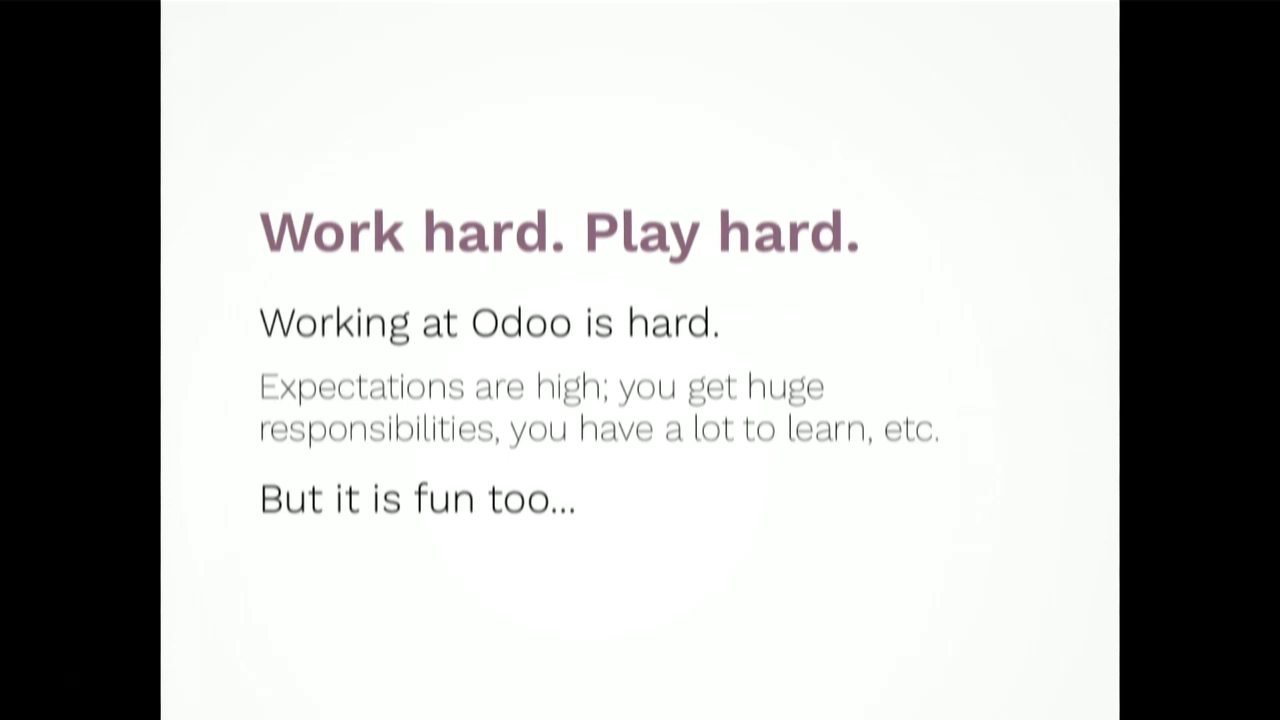 Work hard. Play hard.
Working at Odoo is hard.
Expectations are high; you get huge
responsibilities, you have a lot to learn, etc.
But it is fun too...